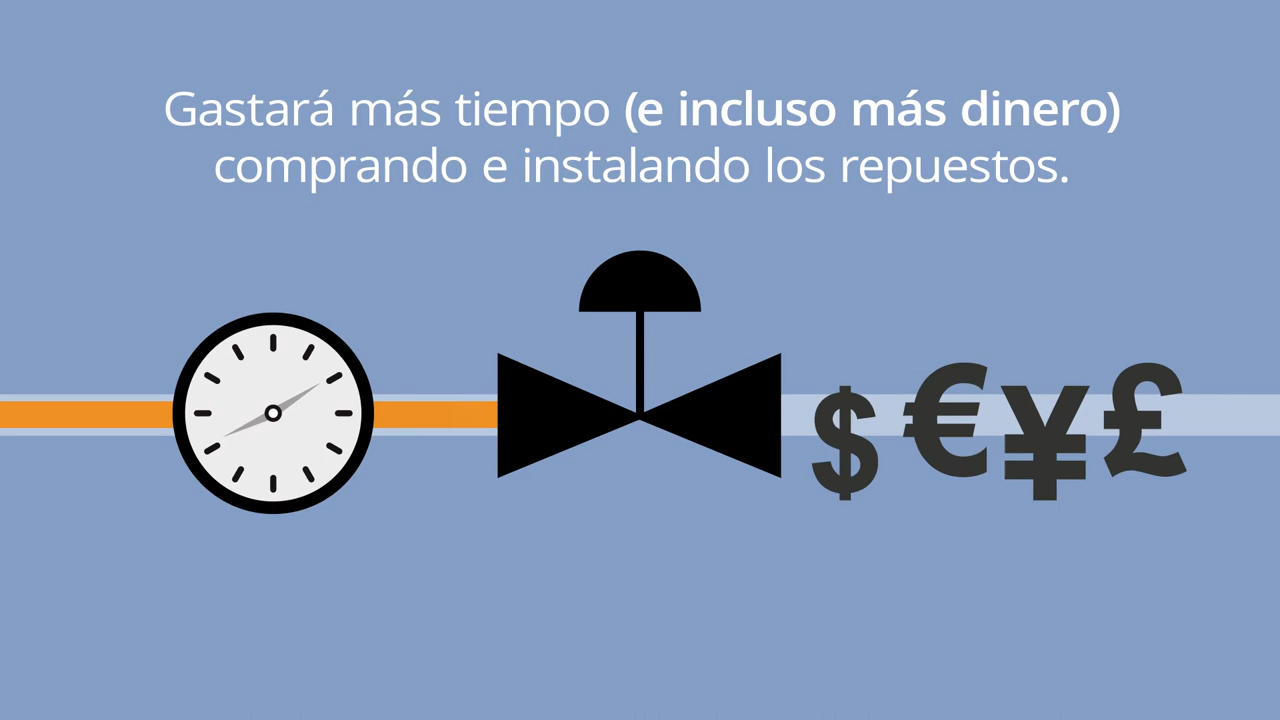 Gastará más tiempo (e incluso más dinero)
comprando e instalando los repuestos.
$ € ¥ £